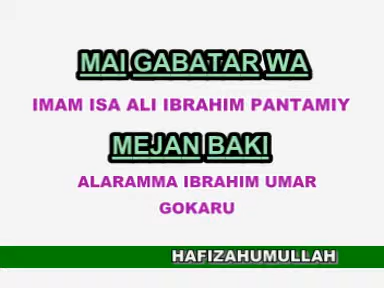 MAI GABATAR WA
IMAM ISA ALI IBRAHIM PANTAMIY
MEJAN BAKI
ALARAMMA IBRAHIM UMAR
GOKARU
HAFIZAHUMULLAH